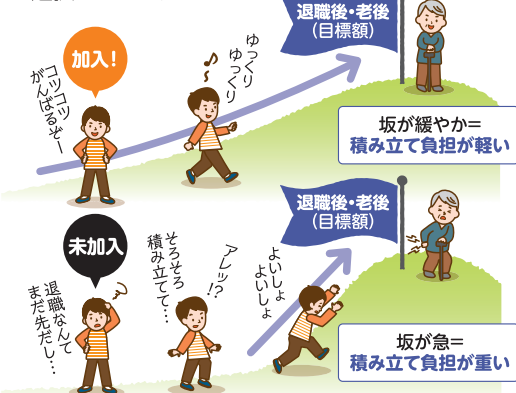 退職後・老後
(目標額)
加入!
コツコツ
がんばるぞー
ゆっくり
ゆっくり
坂が緩やか=
積み立て負担が軽い
退職後・老後
(目標額)
未加入
退職なんて
まだ先だし…
そろそろ
積み立てて…
アレッ!?
よいしょ
よいしょ
坂が急=
積み立て負担が重い